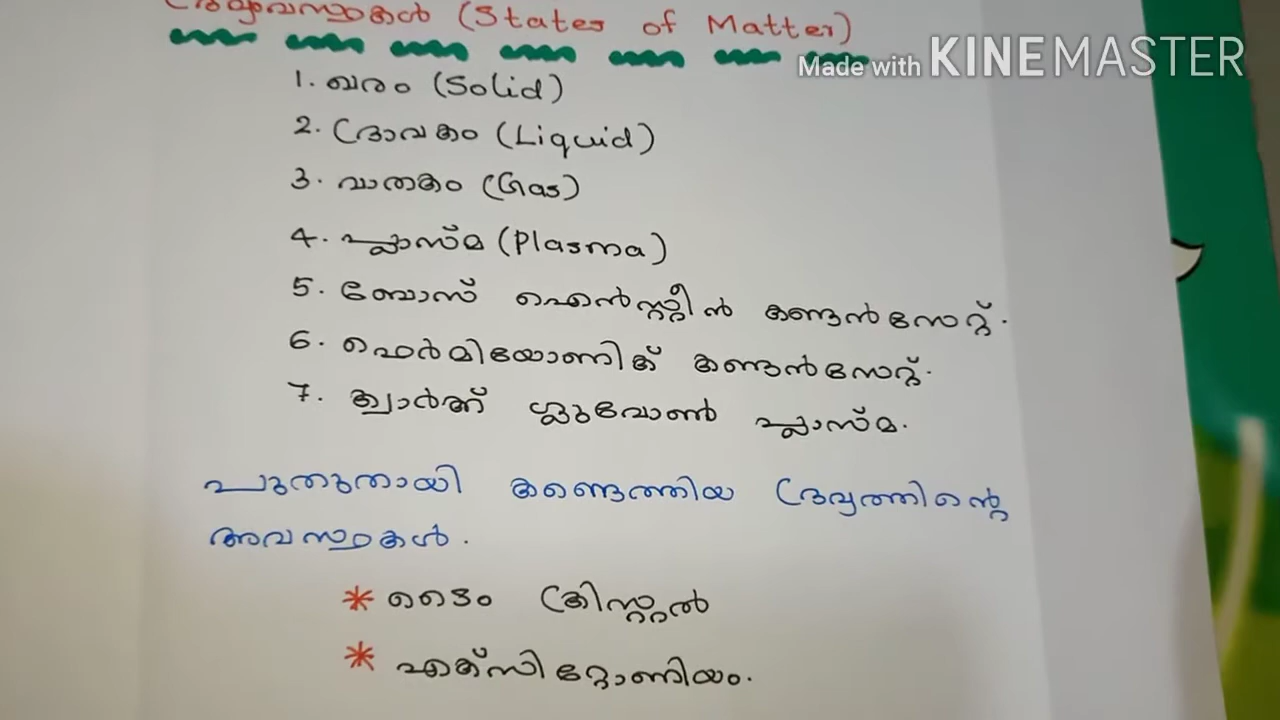 ദ്രവ്യാവസ്ഥകൾ (States of Matter)
Made with KINEMASTER
1. ഖരം (Solid)
2. ദ്രാവകം (Liquid)
3. വാതകം (Gas)
4. പ്ലാസ്മ (Plasma)
5. ബോസ് ഐൻസ്റ്റീൻ കണ്ടൻസേറ്റ്.
6. ഫെർമിയോണിക് കണ്ടൻസേറ്റ്.
7. ക്വാർക്ക് ഗ്ലുവോൺ പ്ലാസ്മ.
പുതുതായി കണ്ടെത്തിയ ദ്രവ്യത്തിന്റെ
അവസ്ഥകൾ.
* ടൈം ക്രിസ്റ്റൽ
* എക്സിറ്റോണിയം.